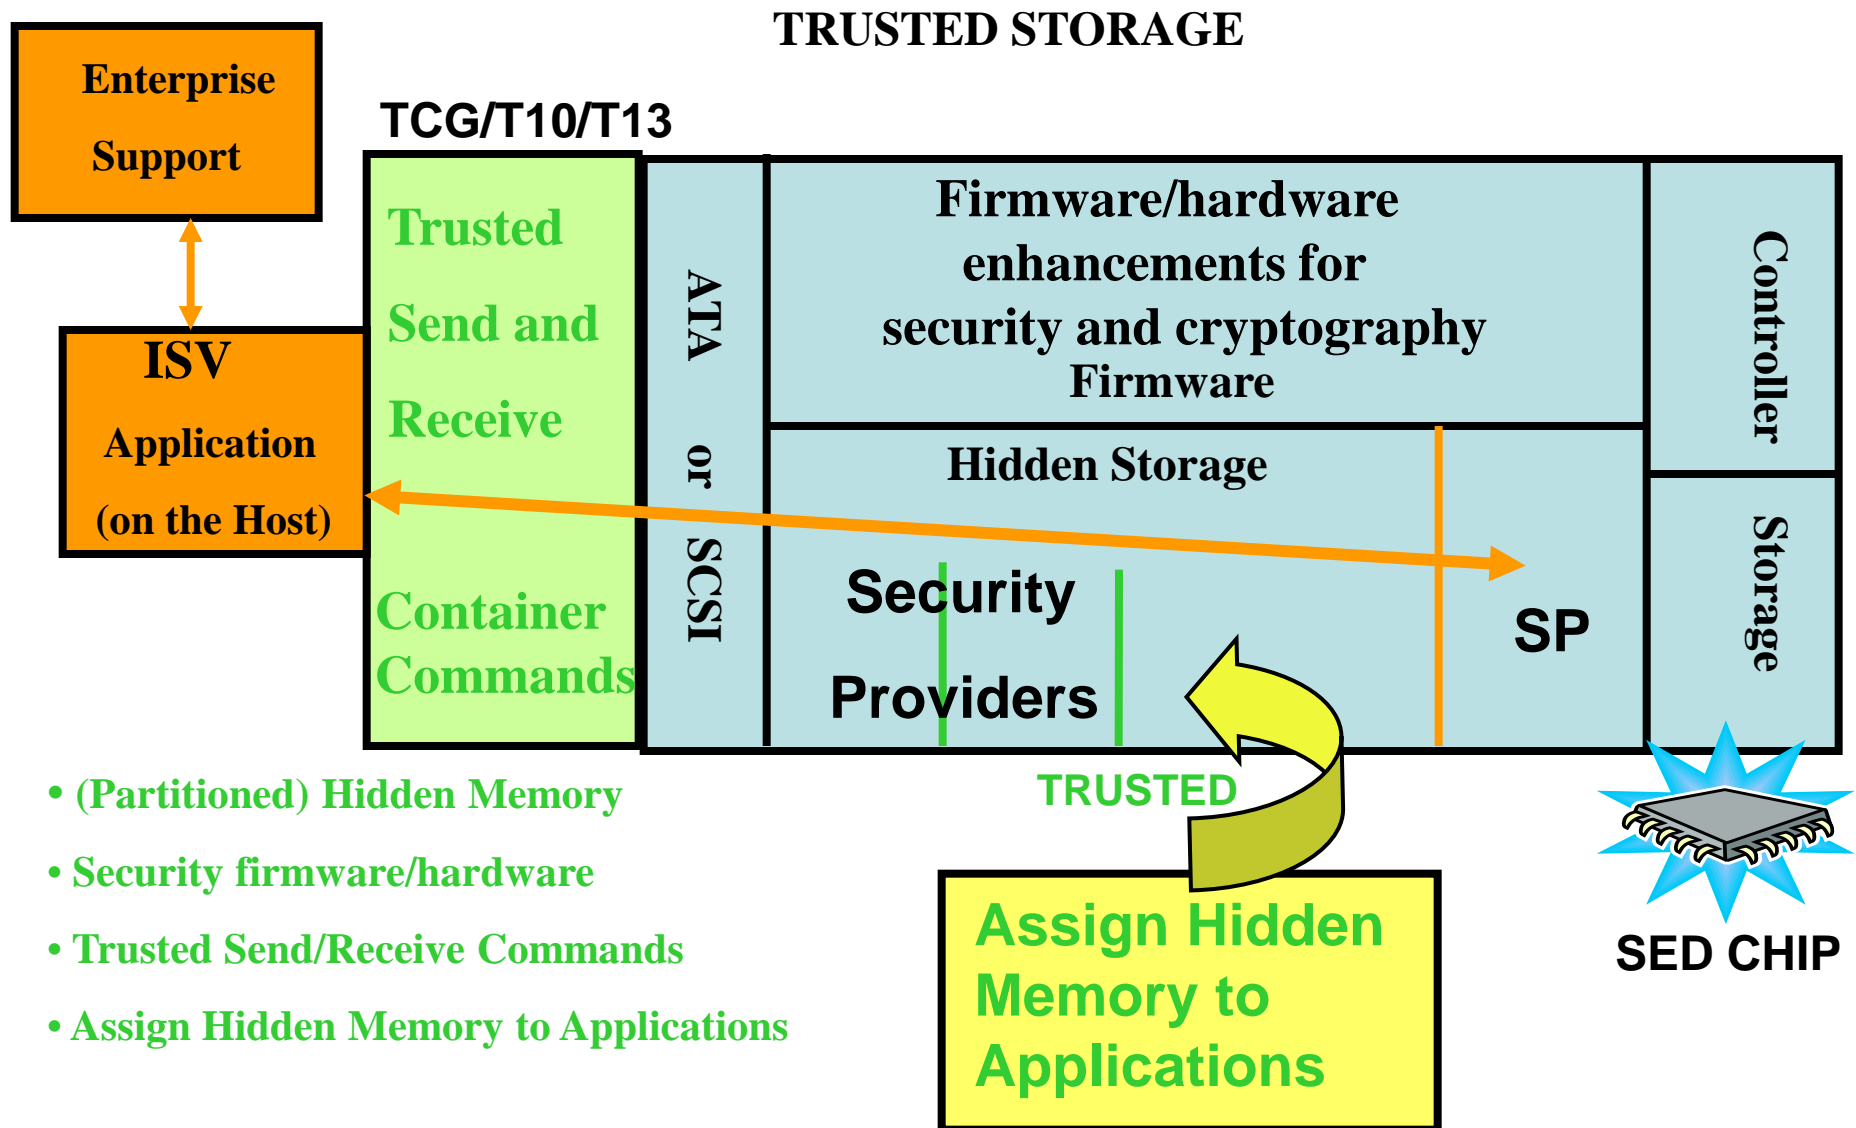 TRUSTED STORAGE
Enterprise
Support
TCG/T10/T13
ISV
Application
(on the Host)
Trusted
Send and
Receive
Container
Commands
ATA or SCSI
Firmware/hardware
enhancements for
security and cryptography
Firmware
Hidden Storage
Security
Providers
SP
Controller
Storage
TRUSTED
SED CHIP
• (Partitioned) Hidden Memory
• Security firmware/hardware
• Trusted Send/Receive Commands
• Assign Hidden Memory to Applications
Assign Hidden
Memory to
Applications